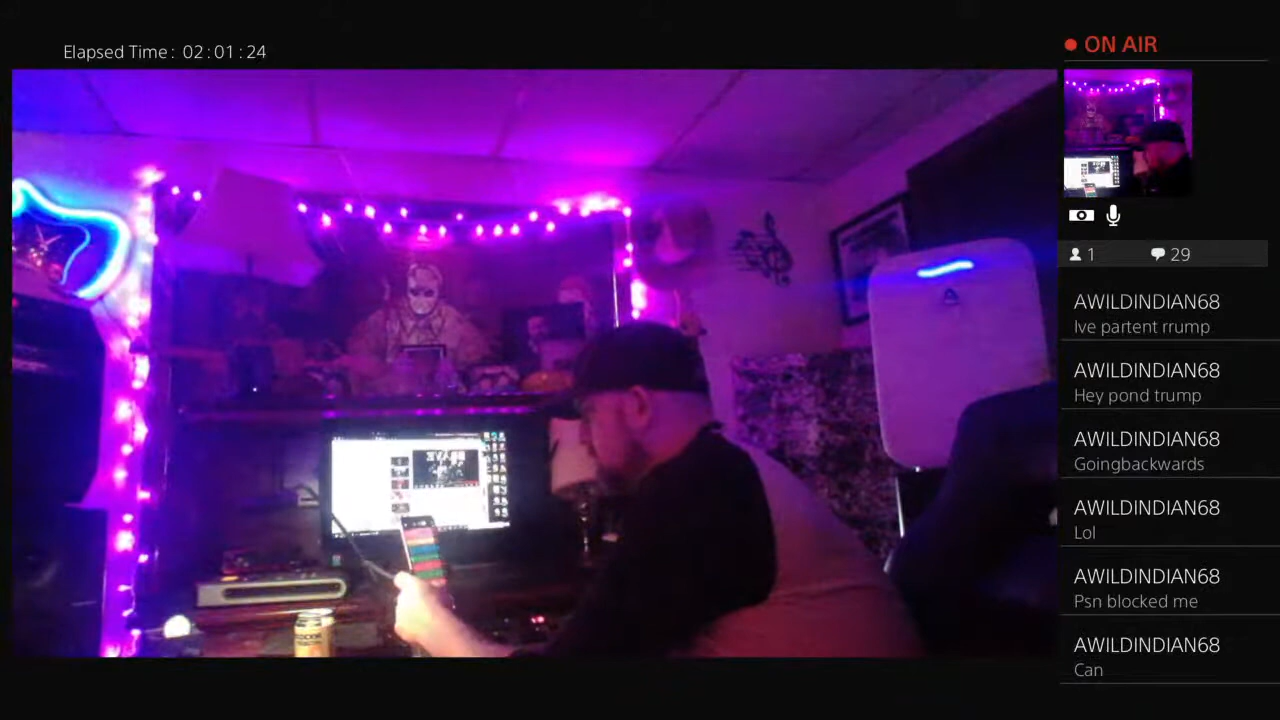 Elapsed Time: 02:01:24
ON AIR
1 29
AWILDINDIAN68
Ive partent rrump
AWILDINDIAN68
Hey pond trump
AWILDINDIAN68
Goingbackwards
AWILDINDIAN68
Lol
AWILDINDIAN68
Psn blocked me
AWILDINDIAN68
Can